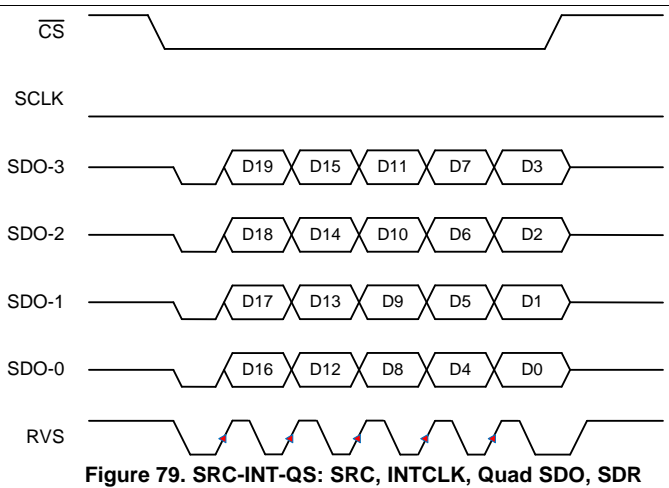 CS
SCLK
SDO-3 D19 D15 D11 D7 D3
SDO-2 D18 D14 D10 D6 D2
SDO-1 D17 D13 D9 D5 D1
SDO-0 D16 D12 D8 D4 D0
RVS
Figure 79. SRC-INT-QS: SRC, INTCLK, Quad SDO, SDR